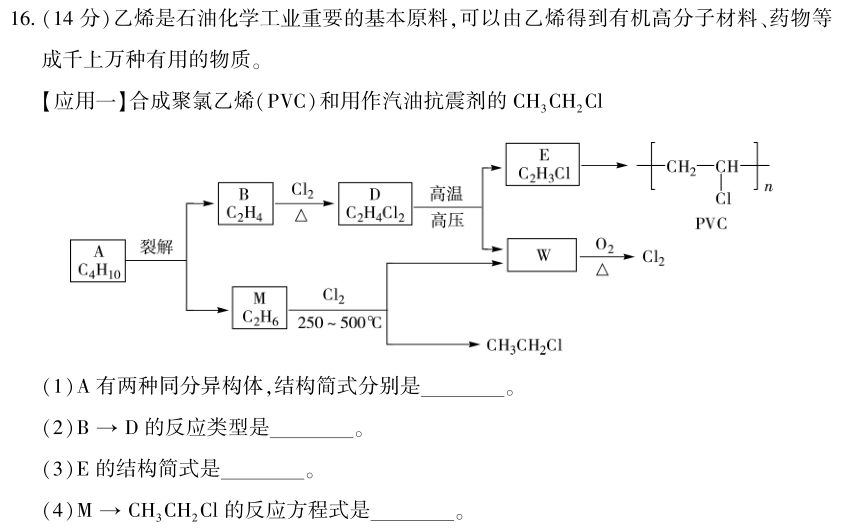 16. (14 分)乙烯是石油化学工业重要的基本原料,可以由乙烯得到有机高分子材料、药物等
成千上万种有用的物质。
【应用一】合成聚氯乙烯(PVC)和用作汽油抗震剂的 CH₃CH₂Cl
A
C₄H₁₀
裂解
B
C₂H₄
Cl₂
△
D
C₂H₄Cl₂
高温
高压
E
C₂H₃Cl
[CH₂—CH]n
Cl
PVC
W
O₂
△
Cl₂
M
C₂H₆
Cl₂
250 ~ 500℃
CH₃CH₂Cl
(1)A 有两种同分异构体,结构简式分别是________。
(2)B → D 的反应类型是________。
(3)E 的结构简式是________。
(4)M → CH₃CH₂Cl 的反应方程式是________。